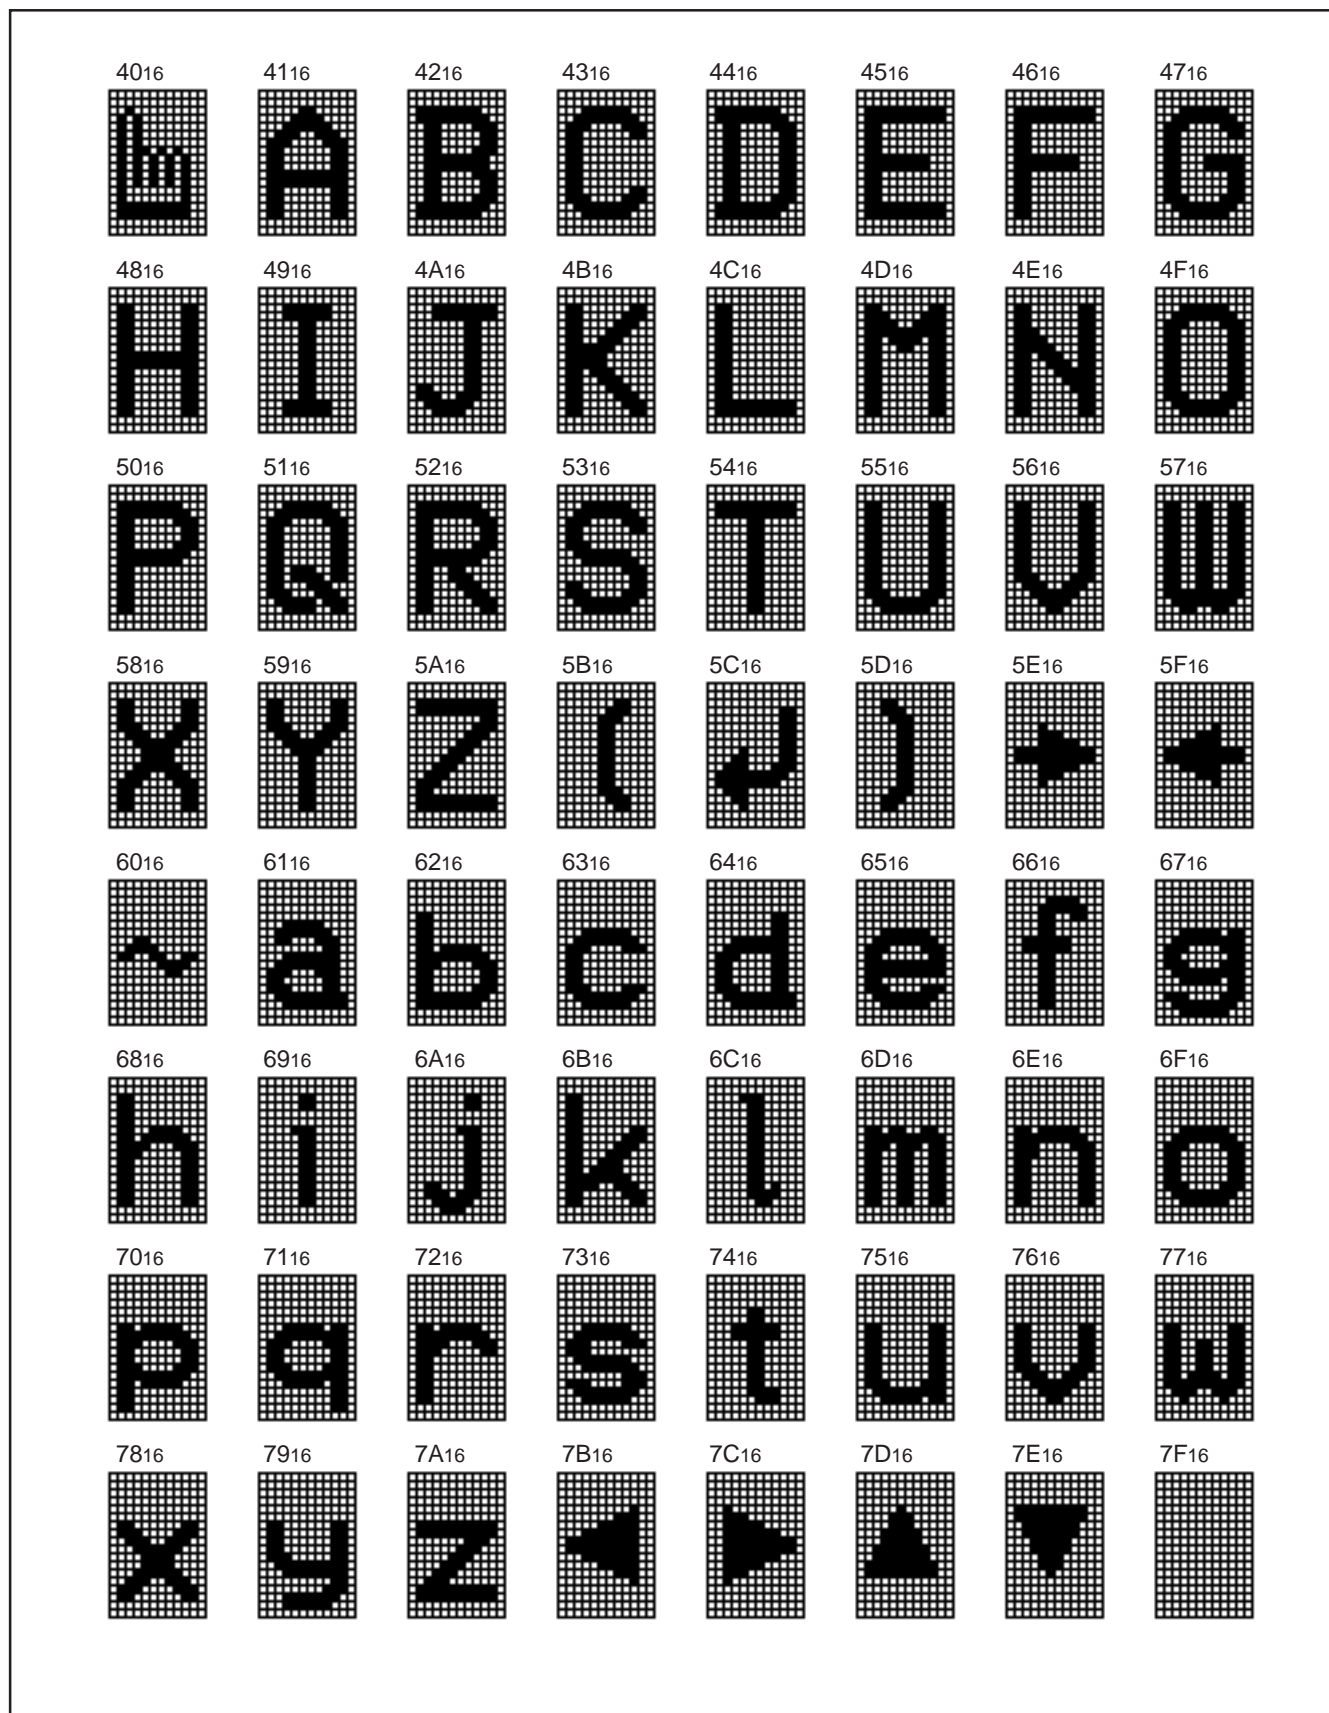 4016 4116 4216 4316 4416 4516 4616 4716
A B C D E F G
4816 4916 4A16 4B16 4C16 4D16 4E16 4F16
H I J K L M N O
5016 5116 5216 5316 5416 5516 5616 5716
P Q R S T U V W
5816 5916 5A16 5B16 5C16 5D16 5E16 5F16
X Y Z ( ↲ ) → ←
6016 6116 6216 6316 6416 6516 6616 6716
~ a b c d e f g
6816 6916 6A16 6B16 6C16 6D16 6E16 6F16
h i j k l m n o
7016 7116 7216 7316 7416 7516 7616 7716
p q r s t u v w
7816 7916 7A16 7B16 7C16 7D16 7E16 7F16
x y z ◀ ▶ ▲ ▼